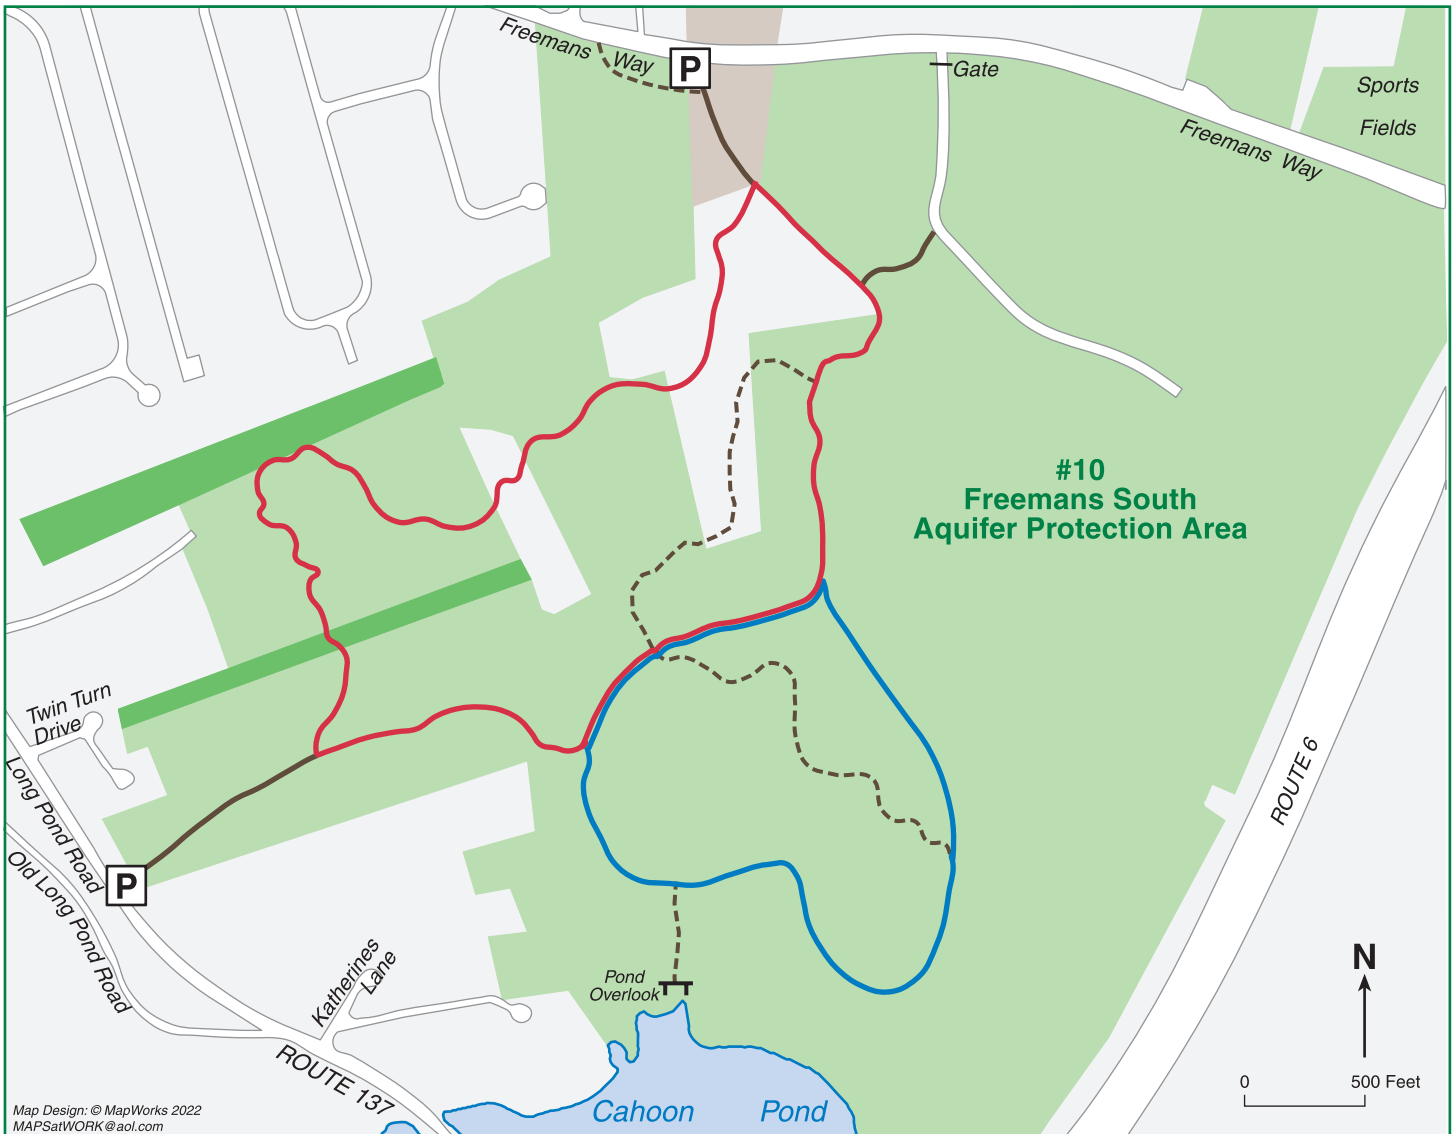 Freemans Way
P
Gate
Sports
Fields
Freemans Way
#10
Freemans South
Aquifer Protection Area
Twin Turn
Drive
Long Pond Road
Old Long Pond Road
P
ROUTE 6
Katherines
Lane
Pond
Overlook
N
ROUTE 137
0 500 Feet
Cahoon Pond
Map Design: © MapWorks 2022
MAPSatWORK@aol.com